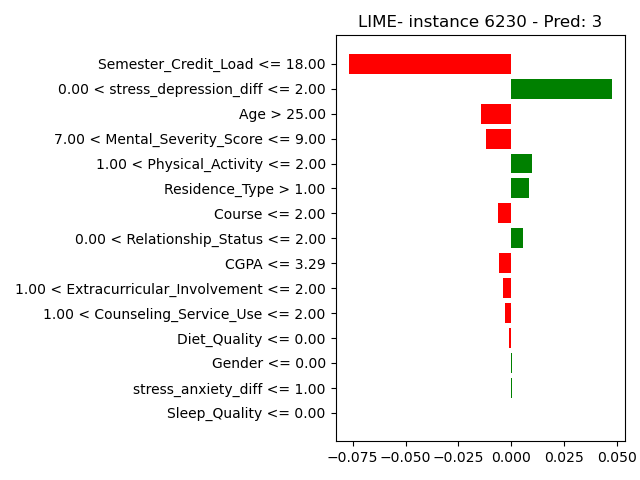 LIME- instance 6230 - Pred: 3
Semester_Credit_Load <= 18.00
0.00 < stress_depression_diff <= 2.00
Age > 25.00
7.00 < Mental_Severity_Score <= 9.00
1.00 < Physical_Activity <= 2.00
Residence_Type > 1.00
Course <= 2.00
0.00 < Relationship_Status <= 2.00
CGPA <= 3.29
1.00 < Extracurricular_Involvement <= 2.00
1.00 < Counseling_Service_Use <= 2.00
Diet_Quality <= 0.00
Gender <= 0.00
stress_anxiety_diff <= 1.00
Sleep_Quality <= 0.00
−0.075 −0.050 −0.025 0.000 0.025 0.050